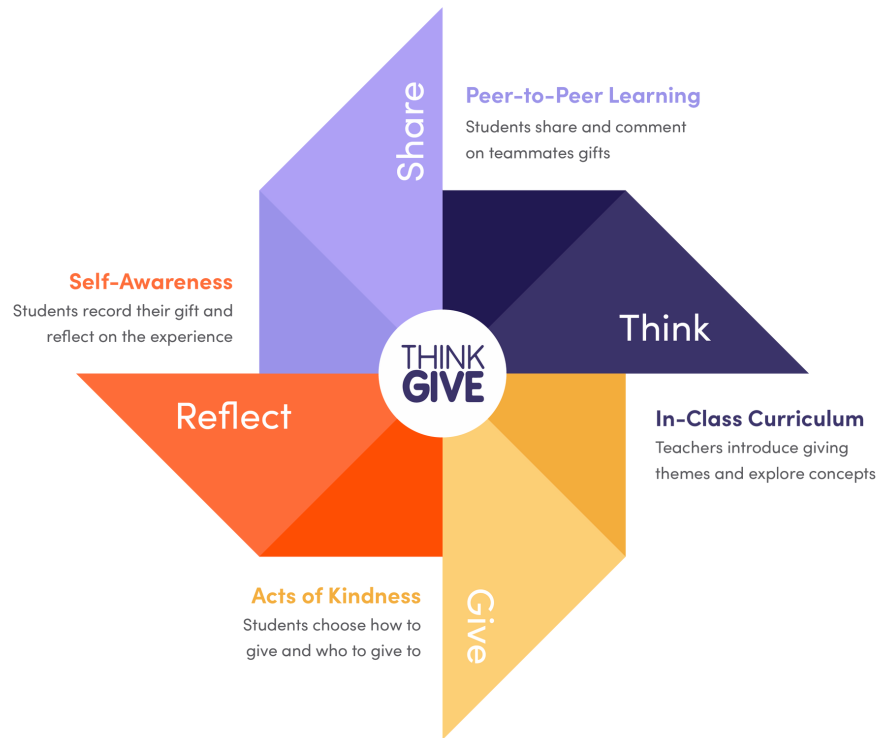 Share
Peer-to-Peer Learning
Students share and comment
on teammates gifts
Think
In-Class Curriculum
Teachers introduce giving
themes and explore concepts
Give
Acts of Kindness
Students choose how to
give and who to give to
Reflect
Self-Awareness
Students record their gift and
reflect on the experience
THINK
GIVE